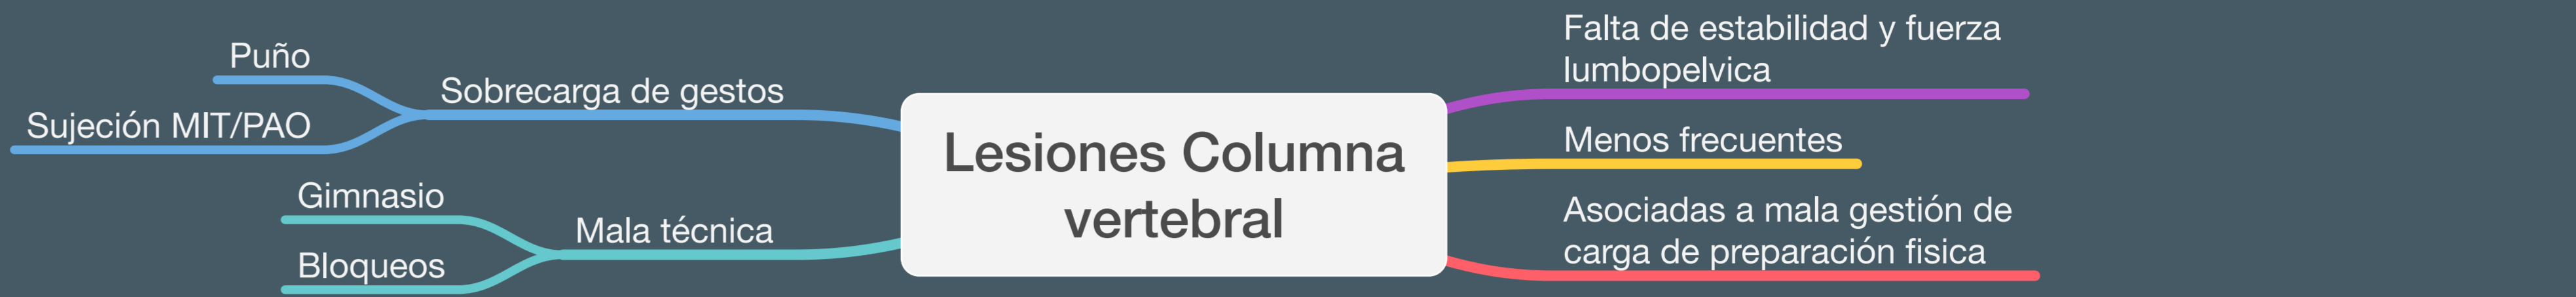 Puño
Sujeción MIT/PAO
Sobrecarga de gestos
Gimnasio
Bloqueos
Mala técnica
Lesiones Columna
vertebral
Falta de estabilidad y fuerza
lumbopelvica
Menos frecuentes
Asociadas a mala gestión de
carga de preparación fisica